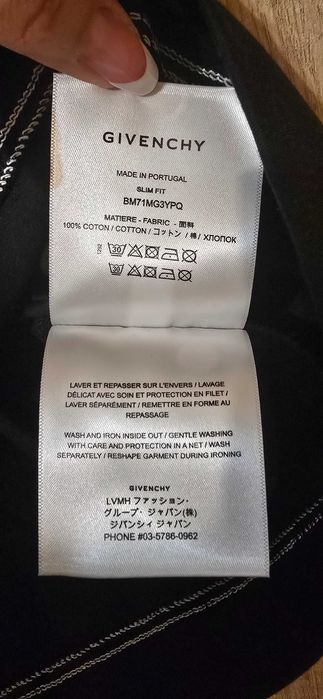 GIVENCHY
MADE IN PORTUGAL
SLIM FIT
BM71MG3YPQ
MATIERE - FABRIC - 面料
100% COTON / COTTON / コットン / 棉 / ХЛОПОК
30
30
LAVER ET REPASSER SUR L'ENVERS / LAVAGE
DÉLICAT AVEC SOIN ET PROTECTION EN FILET /
LAVER SÉPARÉMENT / REMETTRE EN FORME AU
REPASSAGE
WASH AND IRON INSIDE OUT / GENTLE WASHING
WITH CARE AND PROTECTION IN A NET / WASH
SEPARATELY / RESHAPE GARMENT DURING IRONING
GIVENCHY
LVMH ファッション・
グループ・ジャパン(株)
ジバンシィ ジャパン
PHONE #03-5786-0962